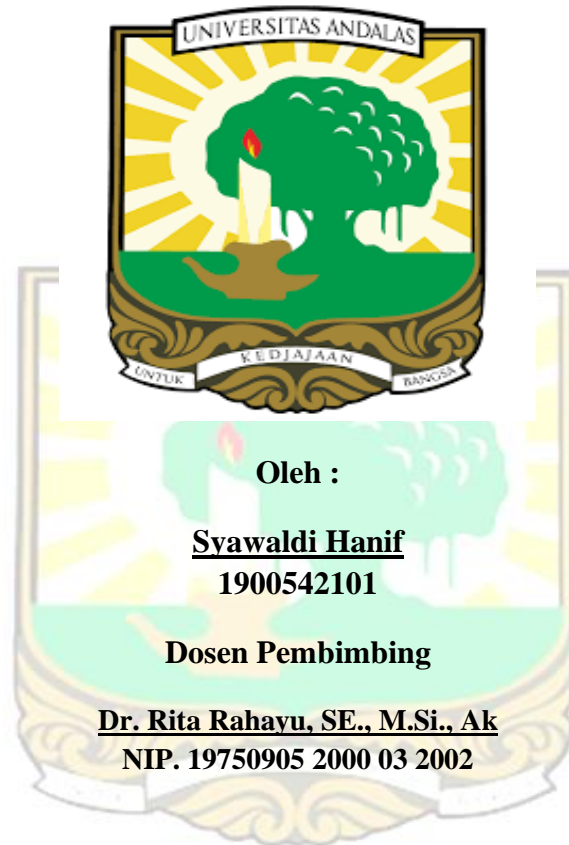 UNIVERSITAS ANDALAS
UNTUK KEDJAJAAN BANGSA
Oleh :
Syawaldi Hanif
1900542101
Dosen Pembimbing
Dr. Rita Rahayu, SE., M.Si., Ak
NIP. 19750905 2000 03 2002